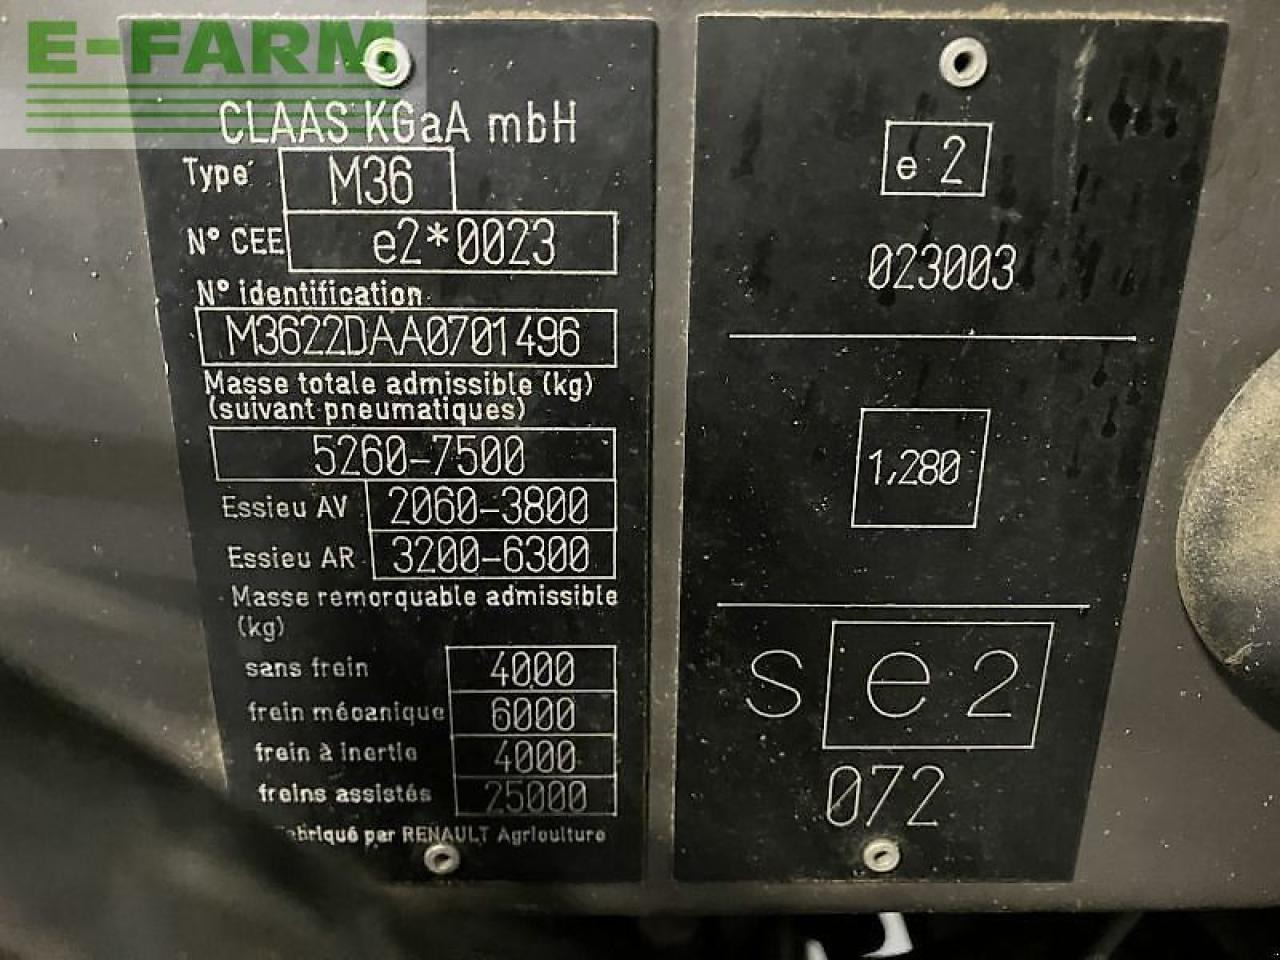 E-FARM
CLAAS KGaA mbH
Type M36
N° CEE e2*0023
N° identification
M3622DAA0701496
Masse totale admissible (kg)
(suivant pneumatiques)
5260-7500
Essieu AV 2060-3800
Essieu AR 3200-6300
Masse remorquable admissible
(kg)
sans frein 4000
frein mécanique 6000
frein à inertie 4000
freins assistés 25000
Fabriqué par RENAULT Agriculture
e 2
023003
1,280
s e 2
072